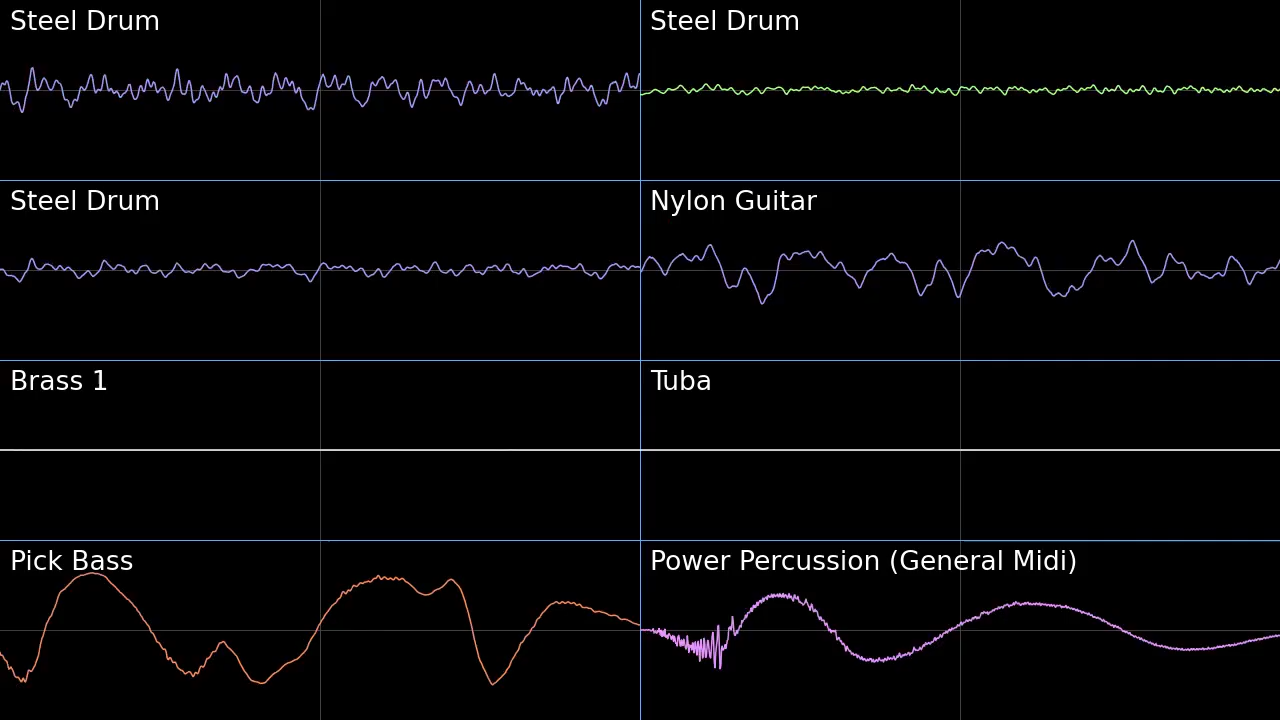 Steel Drum
Steel Drum
Steel Drum
Nylon Guitar
Brass 1
Tuba
Pick Bass
Power Percussion (General Midi)